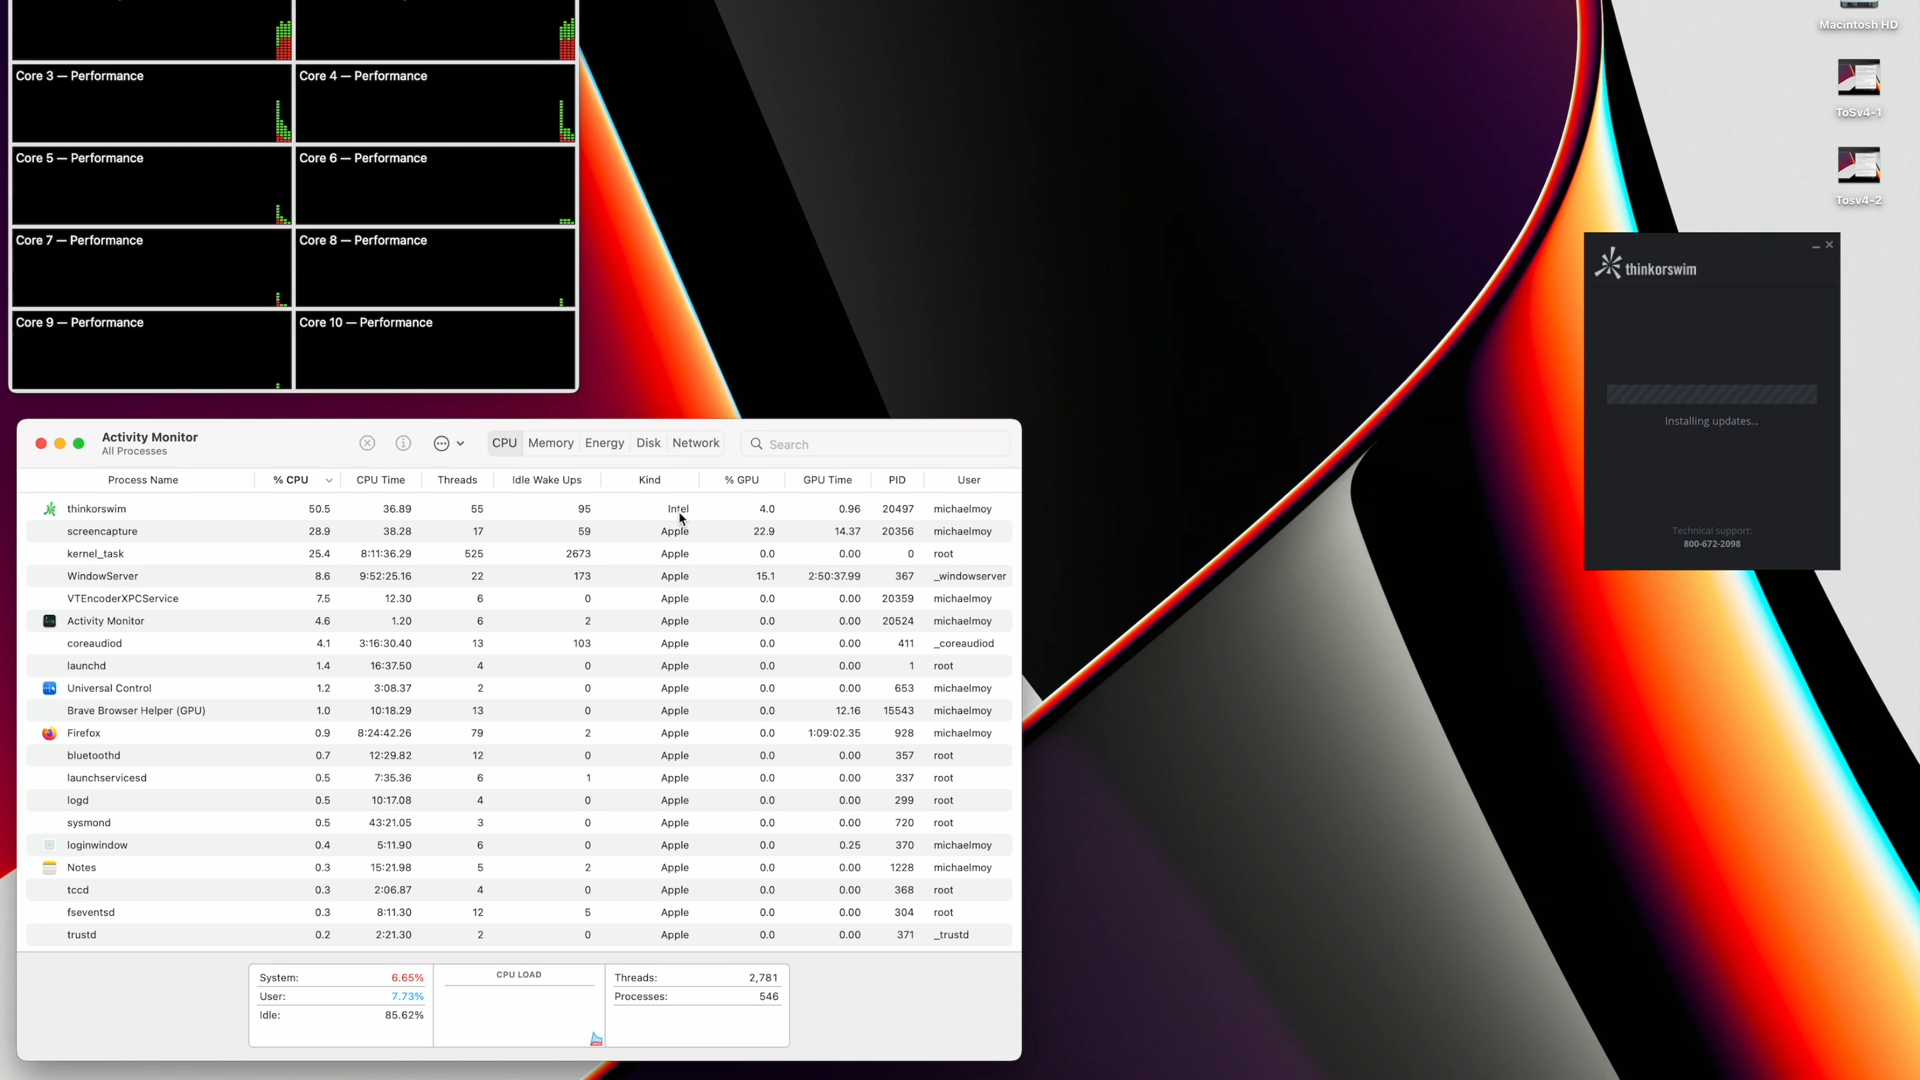 Core 3 — Performance
Core 4 — Performance
Core 5 — Performance
Core 6 — Performance
Core 7 — Performance
Core 8 — Performance
Core 9 — Performance
Core 10 — Performance
Macintosh HD
ToSv4-1
Tosv4-2
thinkorswim
Installing updates...
Technical support:
800-672-2098
Activity Monitor
All Processes
CPU Memory Energy Disk Network
Search
Process Name % CPU CPU Time Threads Idle Wake Ups Kind % GPU GPU Time PID User
thinkorswim 50.5 36.89 55 95 Intel 4.0 0.96 20497 michaelmoy
screencapture 28.9 38.28 17 59 Apple 22.9 14.37 20356 michaelmoy
kernel_task 25.4 8:11:36.29 525 2673 Apple 0.0 0.00 0 root
WindowServer 8.6 9:52:25.16 22 173 Apple 15.1 2:50:37.99 367 _windowserver
VTEncoderXPCService 7.5 12.30 6 0 Apple 0.0 0.00 20359 michaelmoy
Activity Monitor 4.6 1.20 6 2 Apple 0.0 0.00 20524 michaelmoy
coreaudiod 4.1 3:16:30.40 13 103 Apple 0.0 0.00 411 _coreaudiod
launchd 1.4 16:37.50 4 0 Apple 0.0 0.00 1 root
Universal Control 1.2 3:08.37 2 0 Apple 0.0 0.00 653 michaelmoy
Brave Browser Helper (GPU) 1.0 10:18.29 13 0 Apple 0.0 12.16 15543 michaelmoy
Firefox 0.9 8:24:42.26 79 2 Apple 0.0 1:09:02.35 928 michaelmoy
bluetoothd 0.7 12:29.82 12 0 Apple 0.0 0.00 357 root
launchservicesd 0.5 7:35.36 6 1 Apple 0.0 0.00 337 root
logd 0.5 10:17.08 4 0 Apple 0.0 0.00 299 root
sysmond 0.5 43:21.05 3 0 Apple 0.0 0.00 720 root
loginwindow 0.4 5:11.90 6 0 Apple 0.0 0.25 370 michaelmoy
Notes 0.3 15:21.98 5 2 Apple 0.0 0.00 1228 michaelmoy
tccd 0.3 2:06.87 4 0 Apple 0.0 0.00 368 root
fseventsd 0.3 8:11.30 12 5 Apple 0.0 0.00 304 root
trustd 0.2 2:21.30 2 0 Apple 0.0 0.00 371 _trustd
System: 6.65%
User: 7.73%
Idle: 85.62%
CPU LOAD
Threads: 2,781
Processes: 546